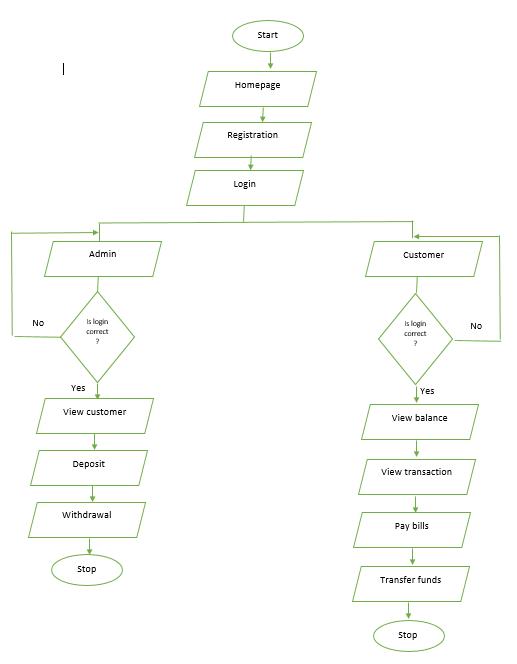 Start
Homepage
Registration
Login
Admin
Customer
Is login
correct
?
No
Yes
Is login
correct
?
No
Yes
View customer
Deposit
Withdrawal
Stop
View balance
View transaction
Pay bills
Transfer funds
Stop